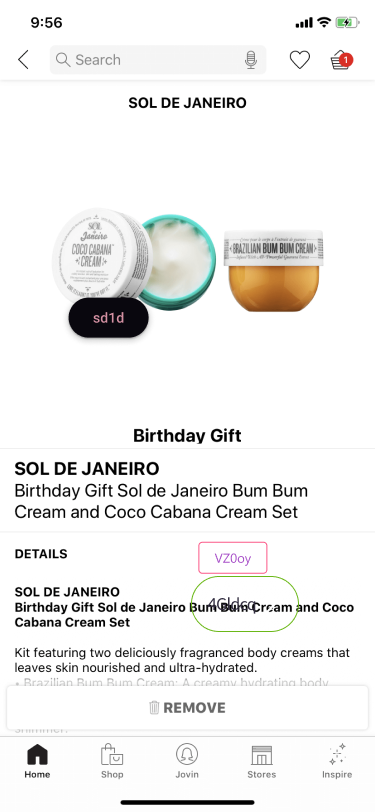 9:56
Search
1
SOL DE JANEIRO
SOL de Janeiro
COCO CABANA
CREAM
BRAZILIAN BUM BUM CREAM
sd1d
Birthday Gift
SOL DE JANEIRO
Birthday Gift Sol de Janeiro Bum Bum
Cream and Coco Cabana Cream Set
DETAILS
VZ0oy
SOL DE JANEIRO
Birthday Gift Sol de Janeiro Bum Bum Cream and Coco
Cabana Cream Set
Kit featuring two deliciously fragranced body creams that
leaves skin nourished and ultra-hydrated.
• Brazilian Bum Bum Cream: A creamy hydrating body
REMOVE
shimmer.
Home
Shop
Jovin
Stores
Inspire